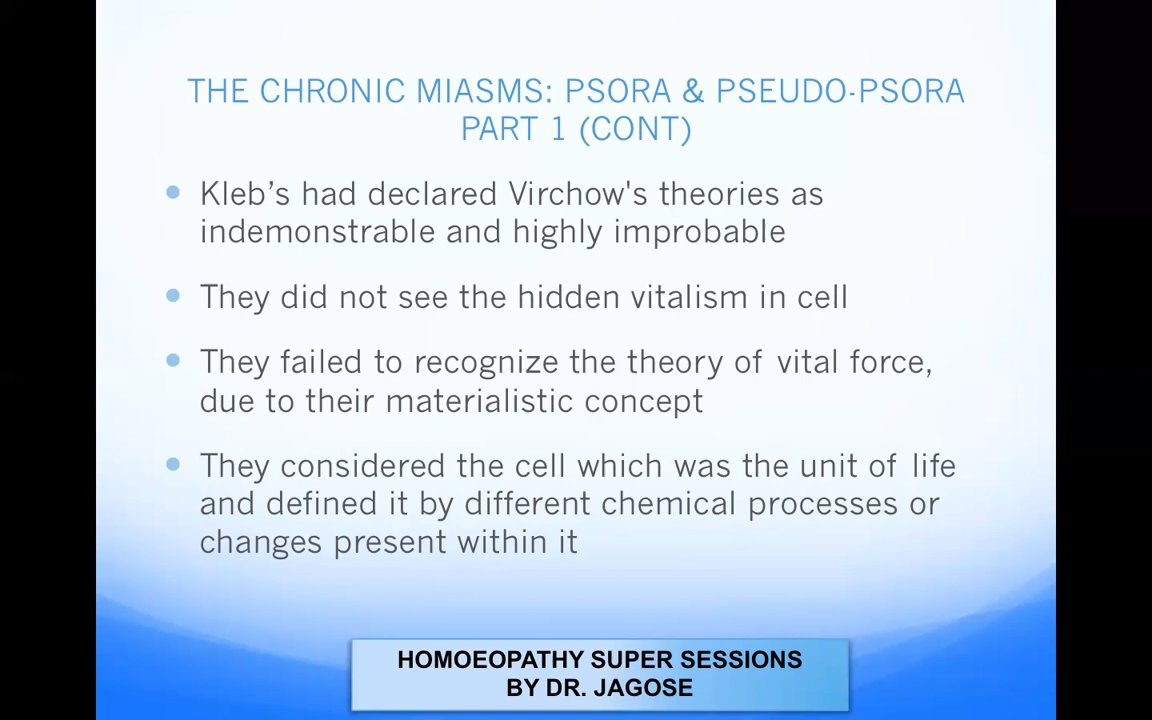 THE CHRONIC MIASMS: PSORA & PSEUDO-PSORA
PART 1 (CONT)
Kleb’s had declared Virchow's theories as
indemonstrable and highly improbable
They did not see the hidden vitalism in cell
They failed to recognize the theory of vital force,
due to their materialistic concept
They considered the cell which was the unit of life
and defined it by different chemical processes or
changes present within it
HOMOEOPATHY SUPER SESSIONS
BY DR. JAGOSE